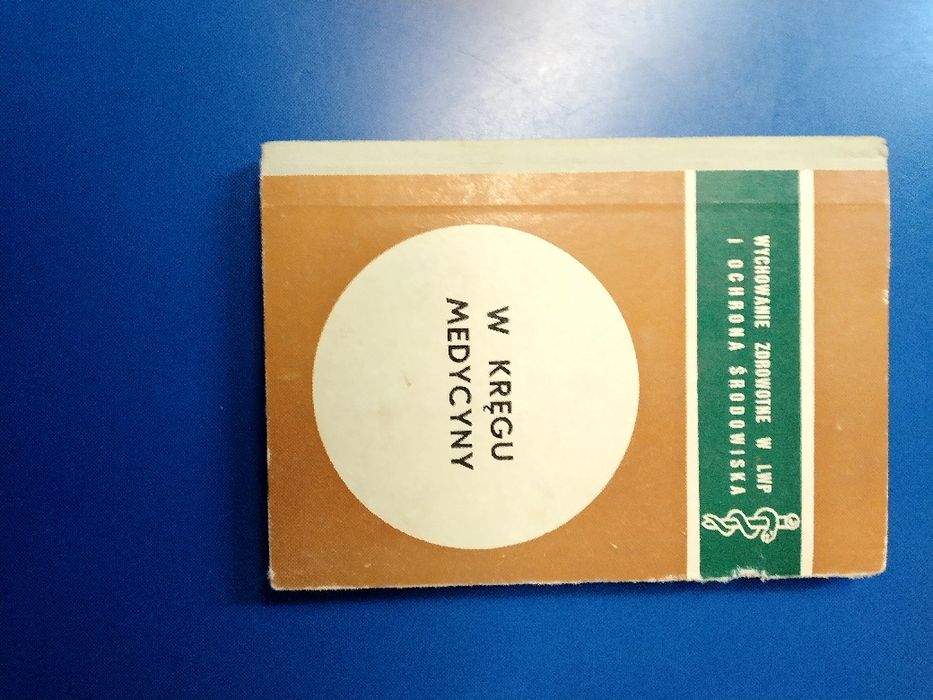 WYCHOWANIE ZDROWOTNE W LWP
I OCHRONA ŚRODOWISKA
W KRĘGU
MEDYCYNY